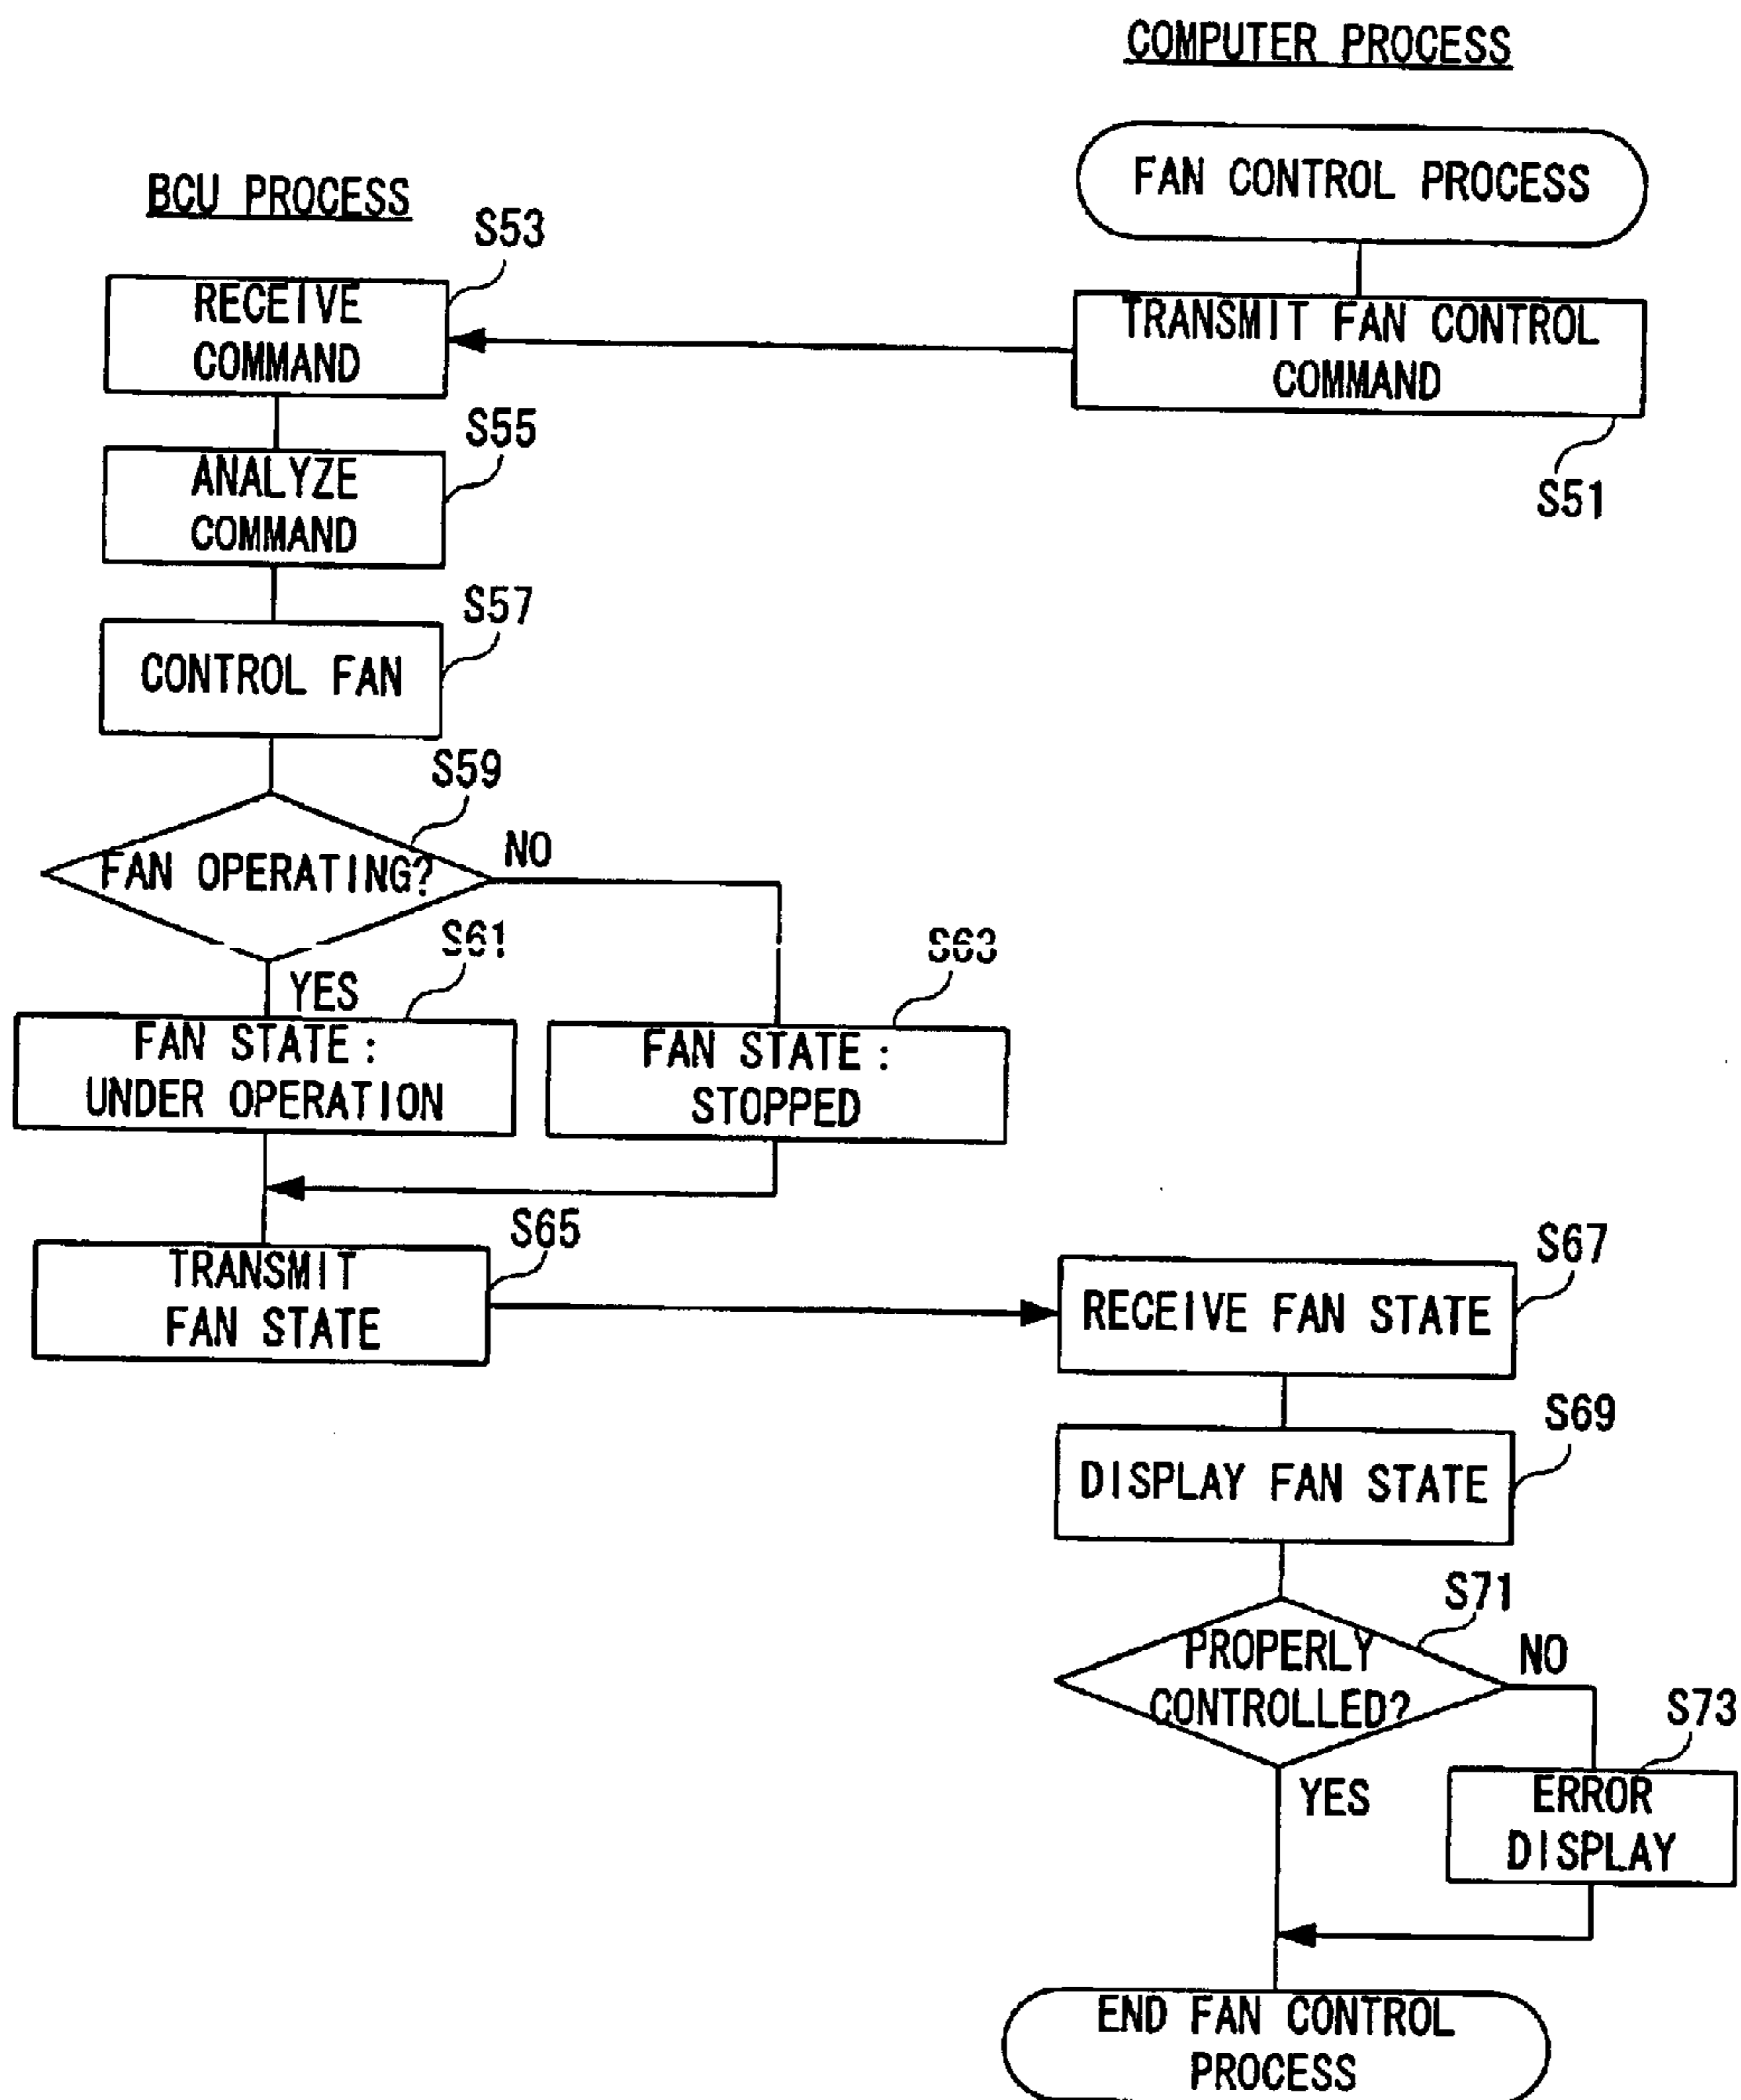 COMPUTER PROCESS
FAN CONTROL PROCESS
BCU PROCESS
S53
RECEIVE
COMMAND
TRANSMIT FAN CONTROL
COMMAND
S51
S55
ANALYZE
COMMAND
S57
CONTROL FAN
S59
FAN OPERATING?
NO
YES
S61
S63
FAN STATE:
UNDER OPERATION
FAN STATE:
STOPPED
S65
TRANSMIT
FAN STATE
S67
RECEIVE FAN STATE
S69
DISPLAY FAN STATE
S71
PROPERLY
CONTROLLED?
NO
YES
S73
ERROR
DISPLAY
END FAN CONTROL
PROCESS